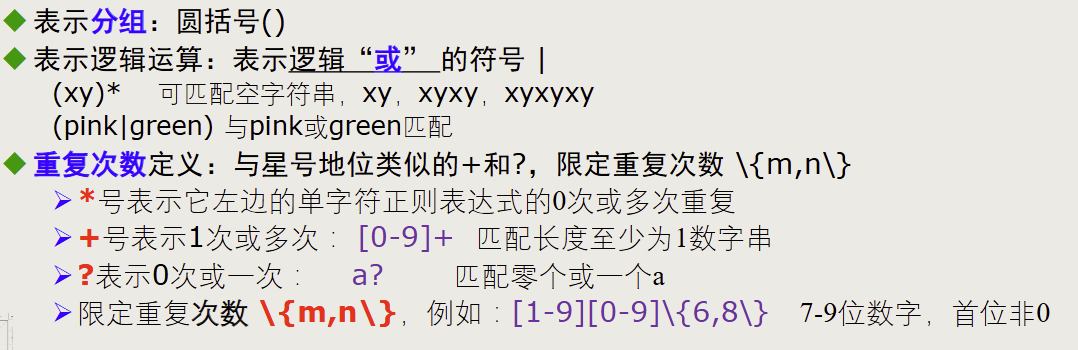 ◆ 表示分组：圆括号()
◆ 表示逻辑运算：表示逻辑“或” 的符号 |
(xy)* 可匹配空字符串，xy，xyxy，xyxyxy
(pink|green) 与pink或green匹配
◆ 重复次数定义：与星号地位类似的+和?，限定重复次数 \{m,n\}
➢ *号表示它左边的单字符正则表达式的0次或多次重复
➢ +号表示1次或多次： [0-9]+ 匹配长度至少为1数字串
➢ ?表示0次或一次： a? 匹配零个或一个a
➢ 限定重复次数 \{m,n\}，例如：[1-9][0-9]\{6,8\} 7-9位数字，首位非0